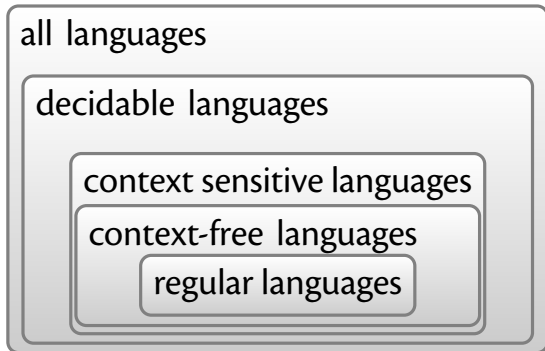 all languages
decidable languages
context sensitive languages
context-free languages
regular languages